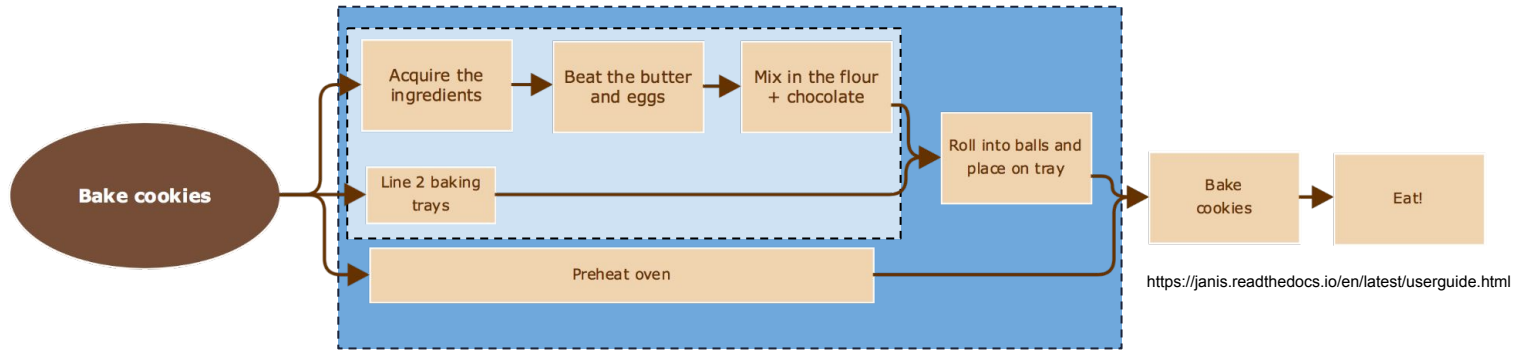 Bake cookies
Acquire the
ingredients
Beat the butter
and eggs
Mix in the flour
+ chocolate
Line 2 baking
trays
Preheat oven
Roll into balls and
place on tray
Bake
cookies
Eat!
https://janis.readthedocs.io/en/latest/userguide.html